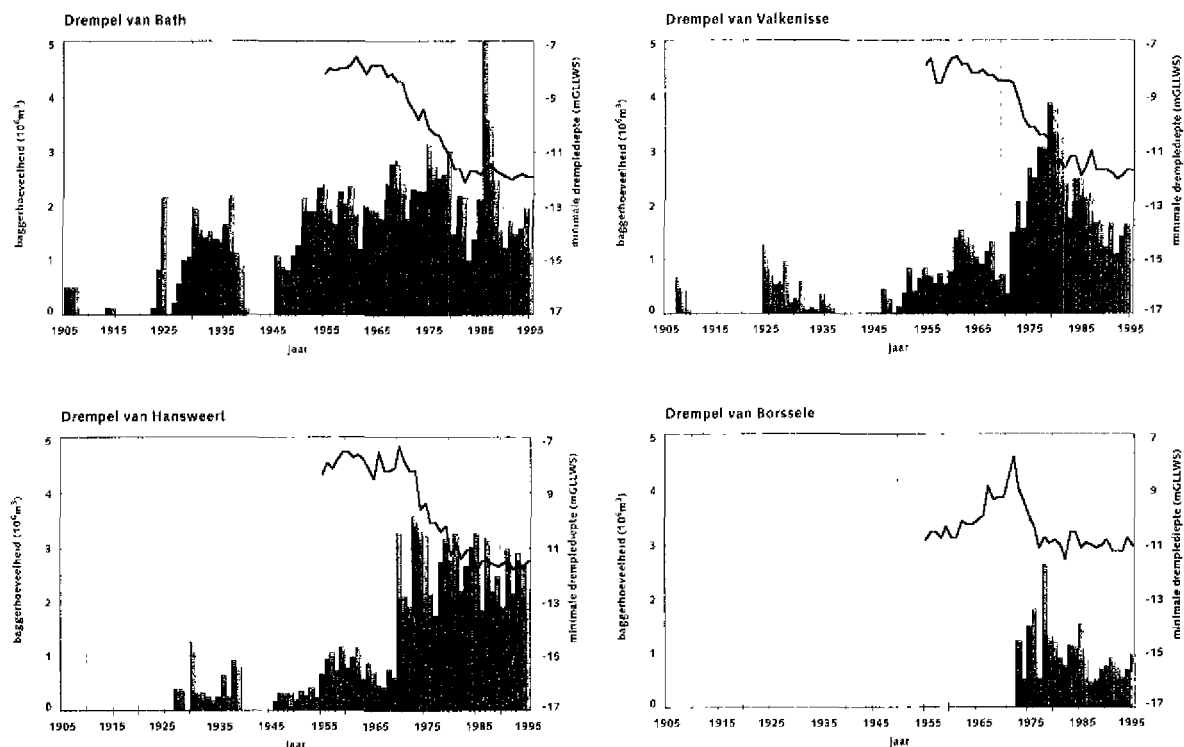 Drempel van Bath
baggerhoeveelheid (10⁶m³)
5
4
3
2
1
0
-7
-5
-11
-13
-15
17
minimale drempledìepte (mGLLWS)
1905 1915 1925 1935 1945 1955 1965 1975 1985 1995
Jaar
Drempel van Valkenisse
baggerhoeveelheid (10⁶m³)
5
4
3
2
1
0
-7
-9
-11
-13
-15
-17
minimale drempledìepte (mGLLWS)
1905 1915 1925 1935 1945 1955 1965 1975 1985 1995
Jaar
Drempel van Hansweert
baggerhoeveelheid (10⁶m³)
5
4
3
2
1
0
-7
-9
-11
-13
-15
-17
minimale drempledìepte (mGLLWS)
1905 1915 1925 1935 1945 1955 1965 1975 1985 1995
Jaar
Drempel van Borssele
baggerhoeveelheid (10⁶m³)
5
4
3
2
1
0
7
9
-11
-13
-15
-17
minimale drempledìepte (mGLLWS)
1905 1915 1925 1935 1945 1955 1965 1975 1985 1995
Jaar